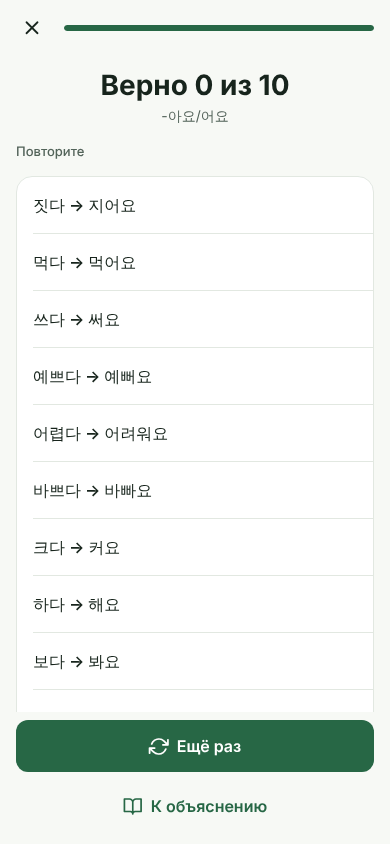 Верно 0 из 10
-아요/어요
Повторите
짓다 → 지어요
먹다 → 먹어요
쓰다 → 써요
예쁘다 → 예뻐요
어렵다 → 어려워요
바쁘다 → 바빠요
크다 → 커요
하다 → 해요
보다 → 봐요
Ещё раз
К объяснению